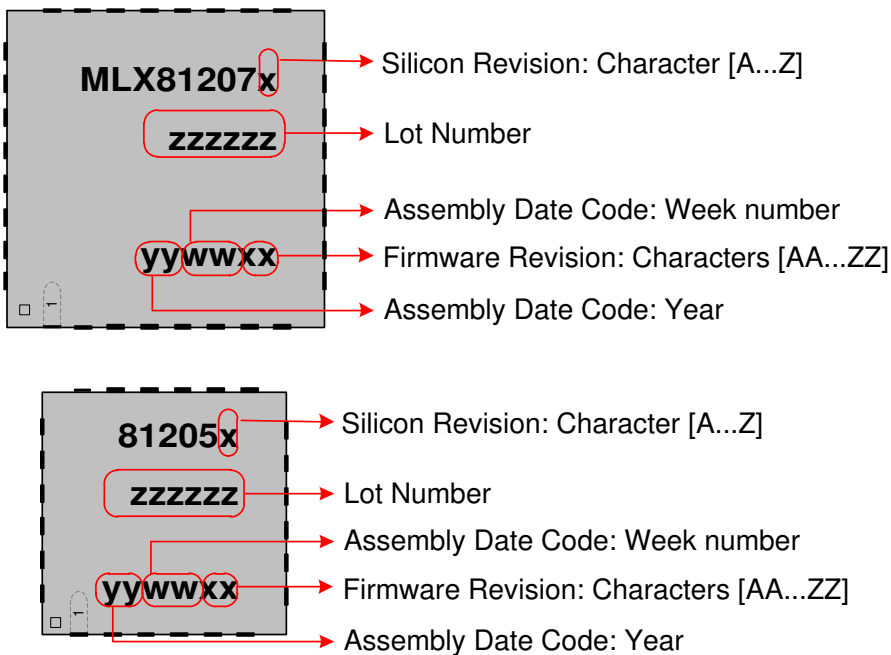 MLX81207x
Silicon Revision: Character [A...Z]
zzzzzz
Lot Number
Assembly Date Code: Week number
yywwxx
Firmware Revision: Characters [AA...ZZ]
Assembly Date Code: Year
1
81205x
Silicon Revision: Character [A...Z]
zzzzzz
Lot Number
Assembly Date Code: Week number
yywwxx
Firmware Revision: Characters [AA...ZZ]
1
Assembly Date Code: Year